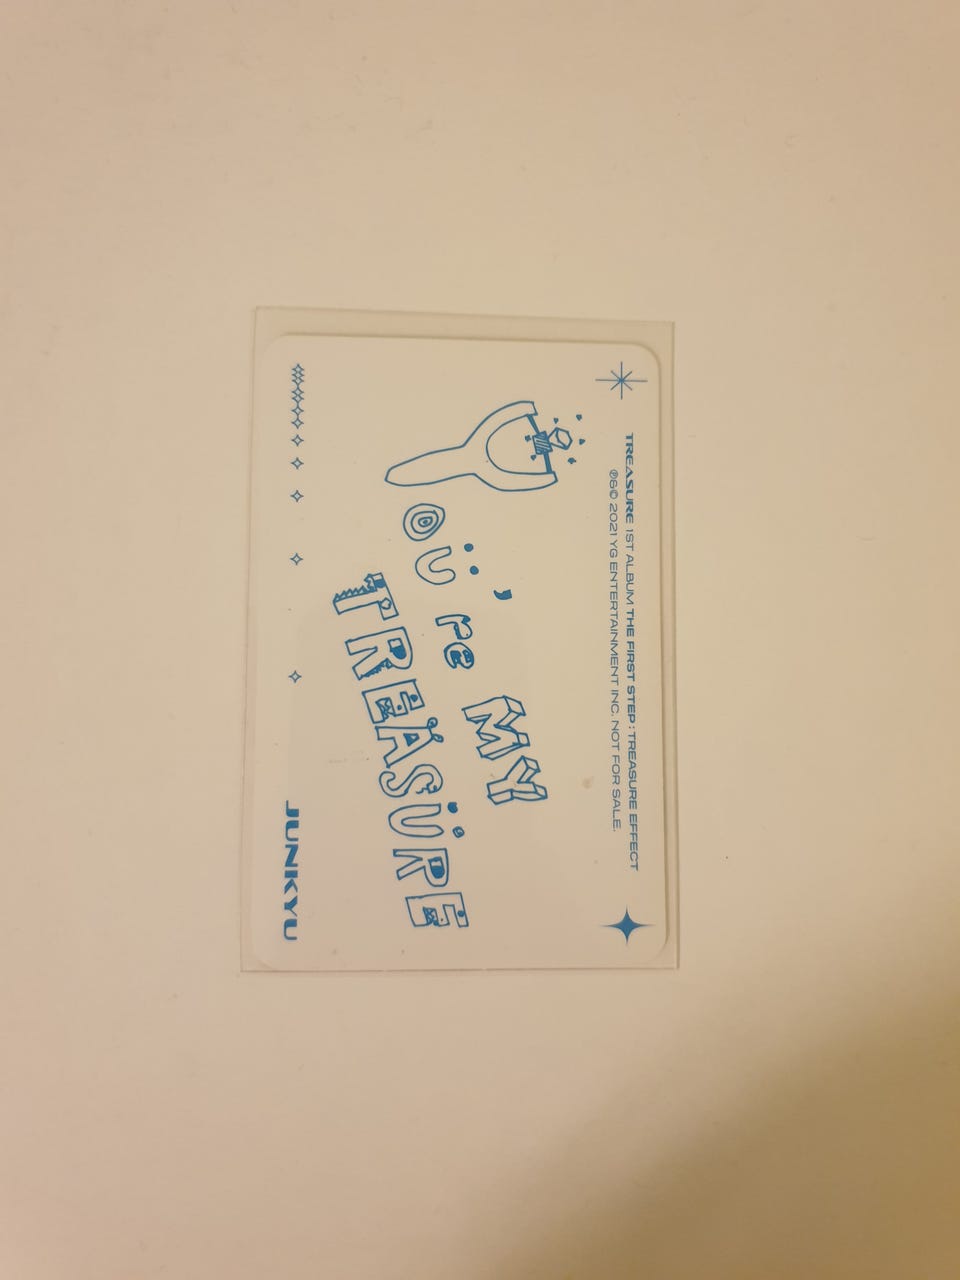 TREASURE 1ST ALBUM THE FIRST STEP : TREASURE EFFECT
℗&© 2021 YG ENTERTAINMENT INC. NOT FOR SALE.
YOU're MY
TREASURE
JUNKYU